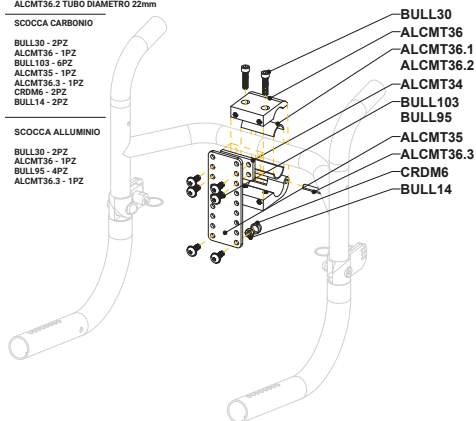 ALCMT36.2 TUBO DIAMETRO 22mm
SCOCCA CARBONIO
BULL30 - 2PZ
ALCMT36 - 1PZ
BULL103 - 6PZ
ALCMT35 - 1PZ
ALCMT36.3 - 1PZ
CRDM6 - 2PZ
BULL14 - 2PZ
SCOCCA ALLUMINIO
BULL30 - 2PZ
ALCMT36 - 1PZ
BULL95 - 4PZ
ALCMT36.3 - 1PZ
BULL30
ALCMT36
ALCMT36.1
ALCMT36.2
ALCMT34
BULL103
BULL95
ALCMT35
ALCMT36.3
CRDM6
BULL14